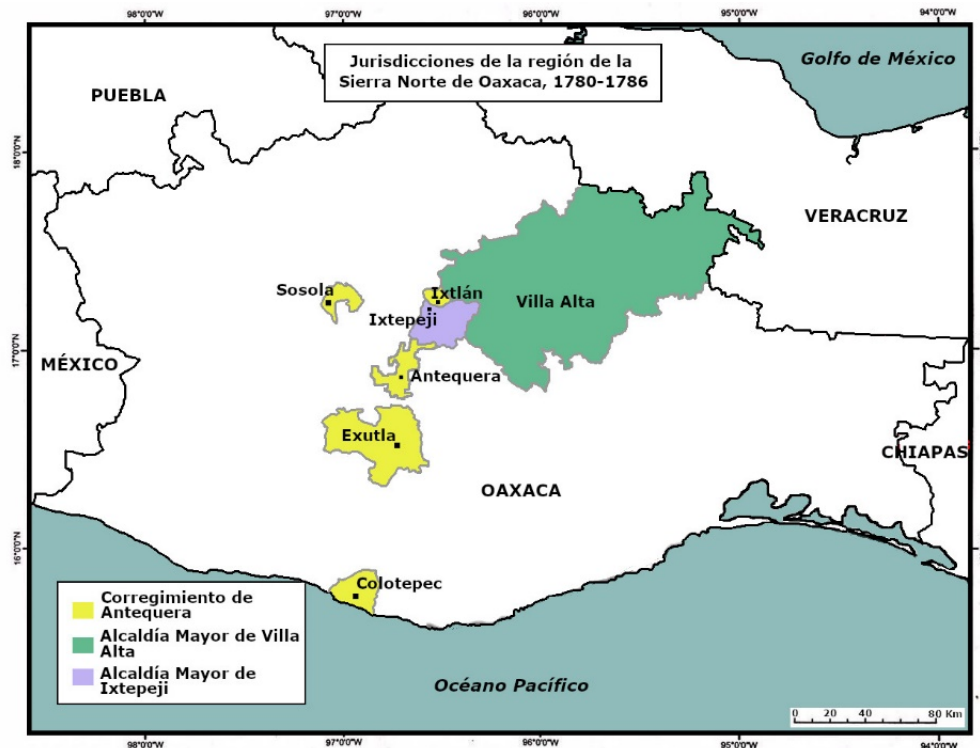 98°0'0"O 97°0'0"O 96°0'0"O 95°0'0"O 94°0'0"O
Jurisdicciones de la región de la
Sierra Norte de Oaxaca, 1780-1786
Golfo de México
PUEBLA
18°0'0"N
VERACRUZ
Sosola
Ixtlán
Villa Alta
Ixtepeji
17°0'0"N
MÉXICO
Antequera
Exutla
CHIAPAS
OAXACA
16°0'0"N
Colotepec
Corregimiento de
Antequera
Alcaldía Mayor de Villa
Alta
Alcaldía Mayor de
Ixtepeji
Océano Pacífico
0 20 40 80 Km
98°0'0"O 97°0'0"O 96°0'0"O 95°0'0"O 94°0'0"O